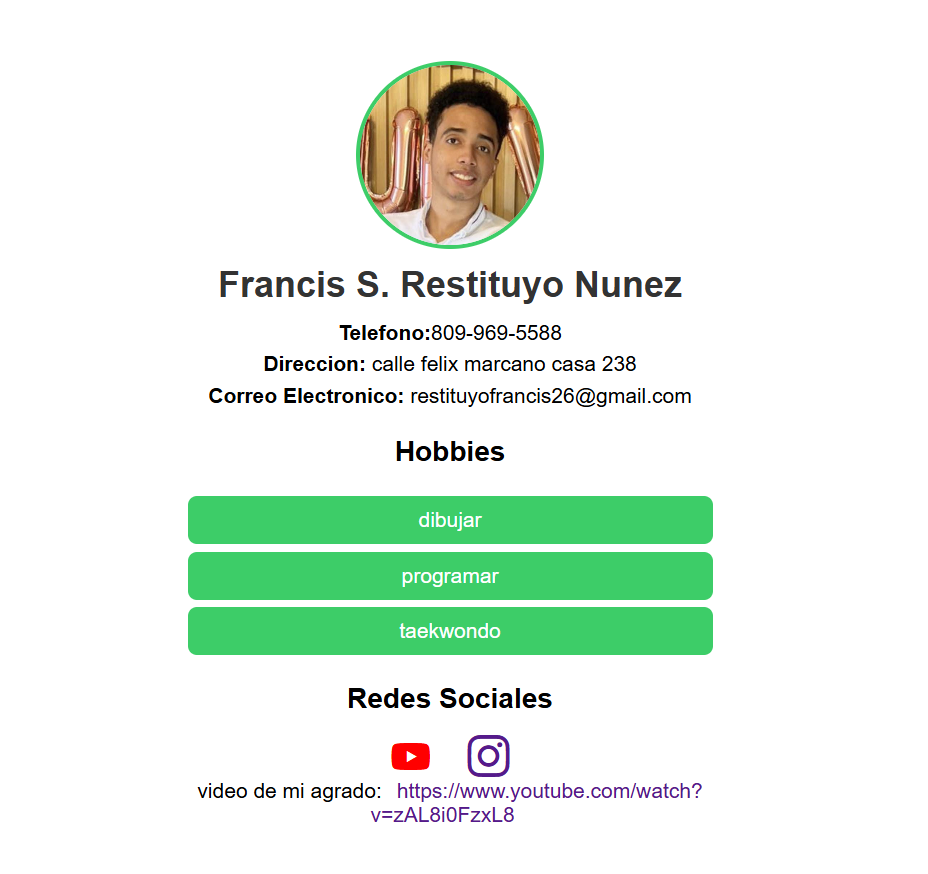 Francis S. Restituyo Nunez
Telefono:809-969-5588
Direccion: calle felix marcano casa 238
Correo Electronico: restituyofrancis26@gmail.com
Hobbies
dibujar
programar
taekwondo
Redes Sociales
video de mi agrado: https://www.youtube.com/watch?
v=zAL8i0FzxL8